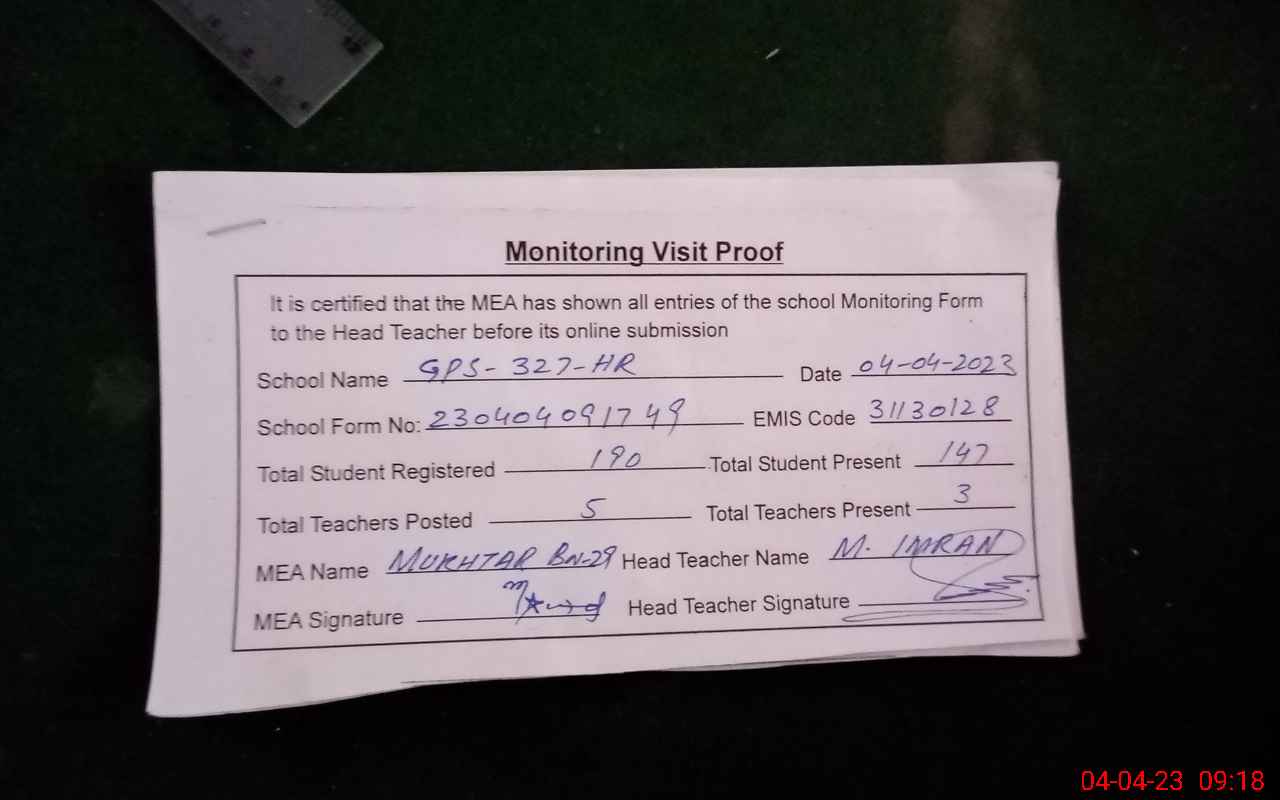 Monitoring Visit Proof
It is certified that the MEA has shown all entries of the school Monitoring Form
to the Head Teacher before its online submission
School Name GPS-327-HR Date 04-04-2023
School Form No: 230404091749 EMIS Code 31130128
Total Student Registered 190 Total Student Present 147
Total Teachers Posted 5 Total Teachers Present 3
MEA Name MUKHTAR BN-29 Head Teacher Name M. IMRAN
MEA Signature Head Teacher Signature
04-04-23 09:18